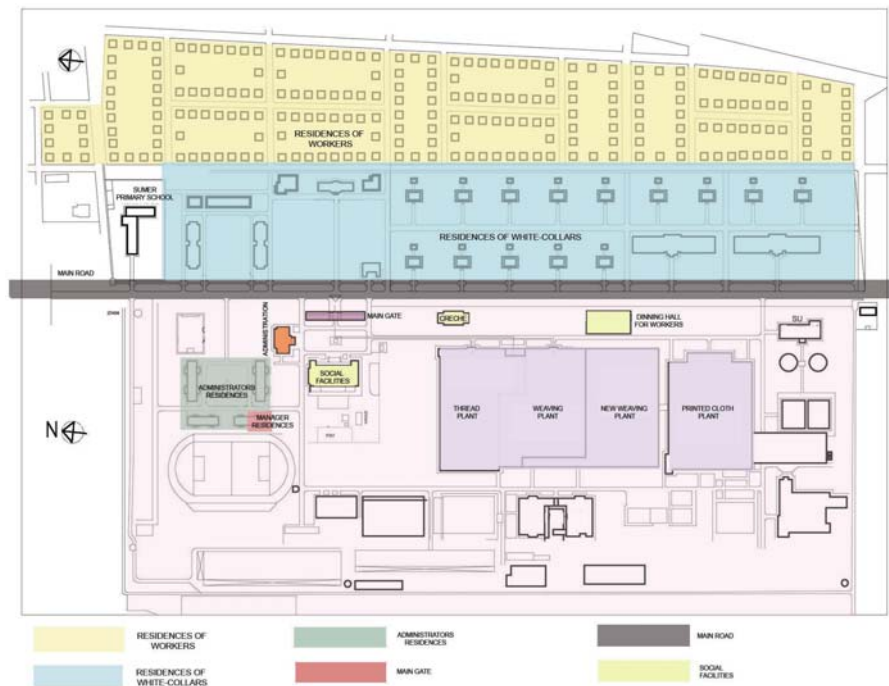 RESIDENCES OF
WORKERS
SUMER
PRIMARY SCHOOL
RESIDENCES OF WHITE-COLLARS
MAIN ROAD
ADMINISTRATION
MAIN GATE
CRECHE
DINNING HALL
FOR WORKERS
SU
SOCIAL
FACILITIES
ADMINISTRATORS
RESIDENCES
MANAGER
RESIDENCES
THREAD
PLANT
WEAVING
PLANT
NEW WEAVING
PLANT
PRINTED CLOTH
PLANT
N
RESIDENCES OF
WORKERS
ADMINISTRATORS
RESIDENCES
MAIN ROAD
RESIDENCES OF
WHITE-COLLARS
MAIN GATE
SOCIAL
FACILITIES